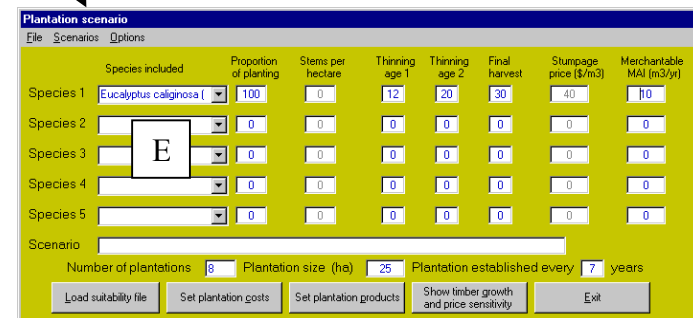 Plantation scenario
File Scenarios Options
Species included Proportion of planting Stems per hectare Thinning age 1 Thinning age 2 Final harvest Stumpage price ($/m3) Merchantable MAI (m3/yr)
Species 1 Eucalyptus caliginosa ( 100 0 12 20 30 40 10
Species 2 0 0 0 0 0 0 0
Species 3 0 0 0 0 0 0 0
E
Species 4 0 0 0 0 0 0 0
Species 5 0 0 0 0 0 0 0
Scenario
Number of plantations 8 Plantation size (ha) 25 Plantation established every 7 years
Load suitability file Set plantation costs Set plantation products Show timber growth and price sensitivity Exit